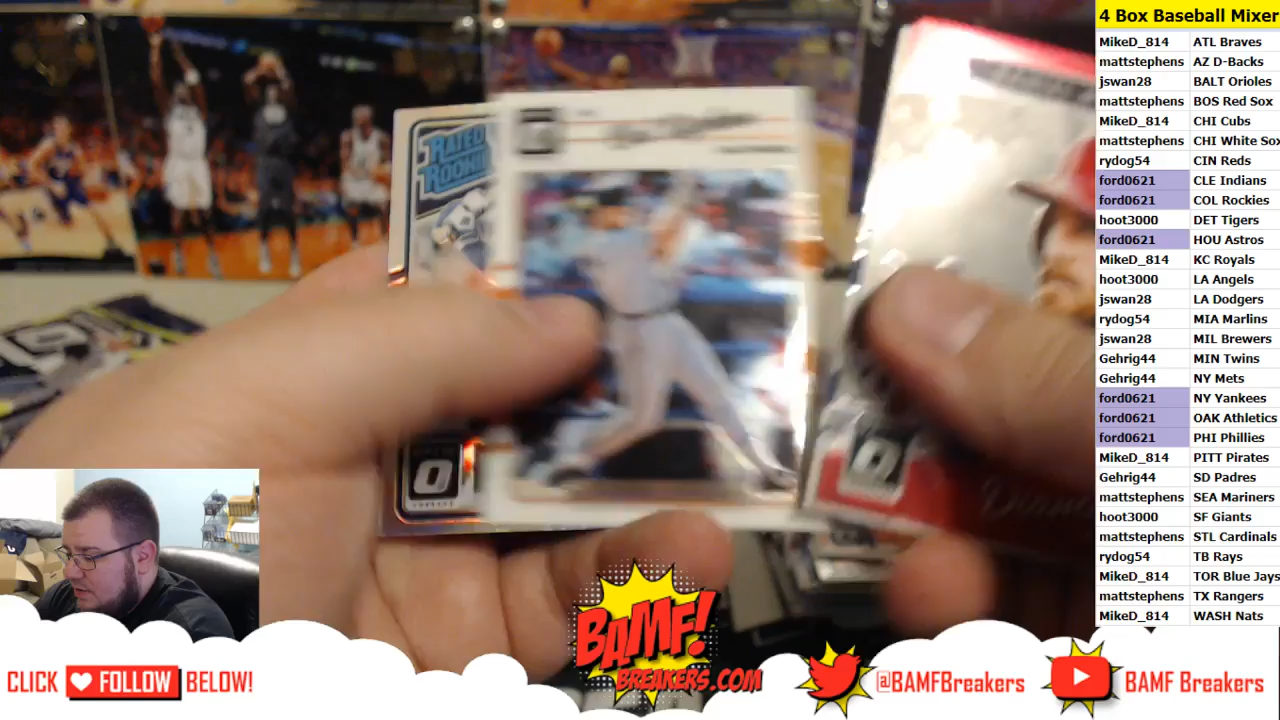 4 Box Baseball Mixer
MikeD_814 ATL Braves
mattstephens AZ D-Backs
jswan28 BALT Orioles
mattstephens BOS Red Sox
MikeD_814 CHI Cubs
mattstephens CHI White Sox
rydog54 CIN Reds
ford0621 CLE Indians
ford0621 COL Rockies
hoot3000 DET Tigers
ford0621 HOU Astros
MikeD_814 KC Royals
hoot3000 LA Angels
jswan28 LA Dodgers
rydog54 MIA Marlins
jswan28 MIL Brewers
Gehrig44 MIN Twins
Gehrig44 NY Mets
ford0621 NY Yankees
ford0621 OAK Athletics
ford0621 PHI Phillies
MikeD_814 PITT Pirates
Gehrig44 SD Padres
mattstephens SEA Mariners
hoot3000 SF Giants
mattstephens STL Cardinals
rydog54 TB Rays
MikeD_814 TOR Blue Jays
mattstephens TX Rangers
MikeD_814 WASH Nats
RATED
ROOKIE
CLICK FOLLOW BELOW!
BAMF!
BREAKERS.COM
@BAMFBreakers
BAMF Breakers